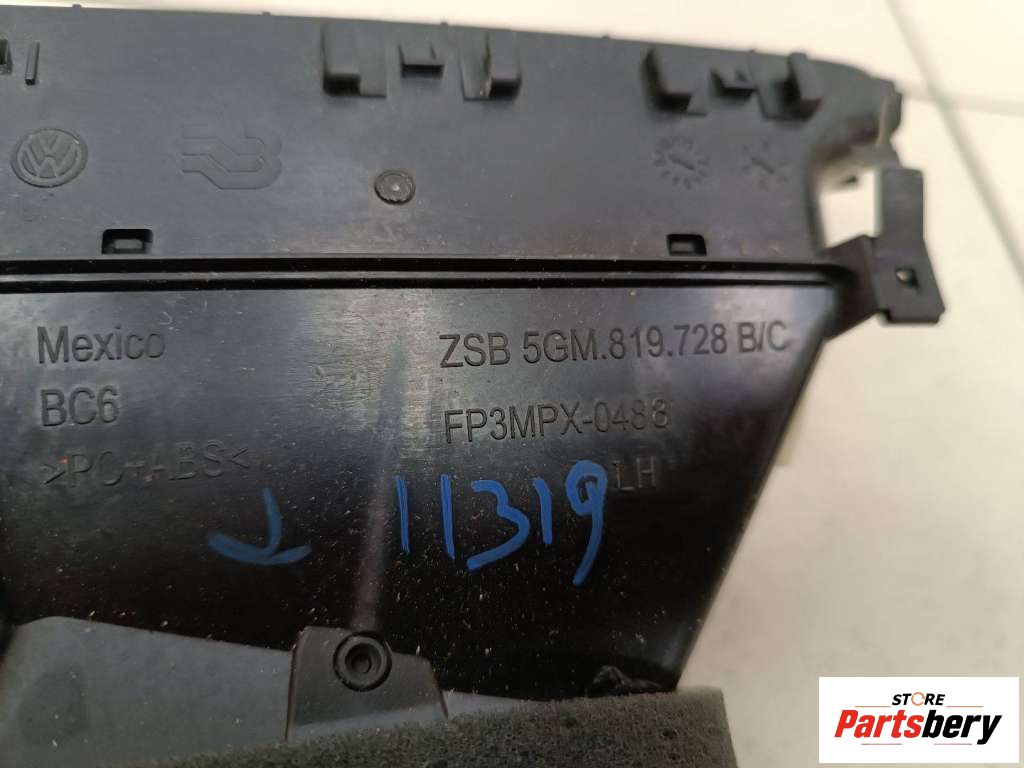 Mexico
ZSB 5GM.819.728 B/C
BC6
FP3MPX-0488
>PC+ABS<
LH
11319
STORE
Partsbery